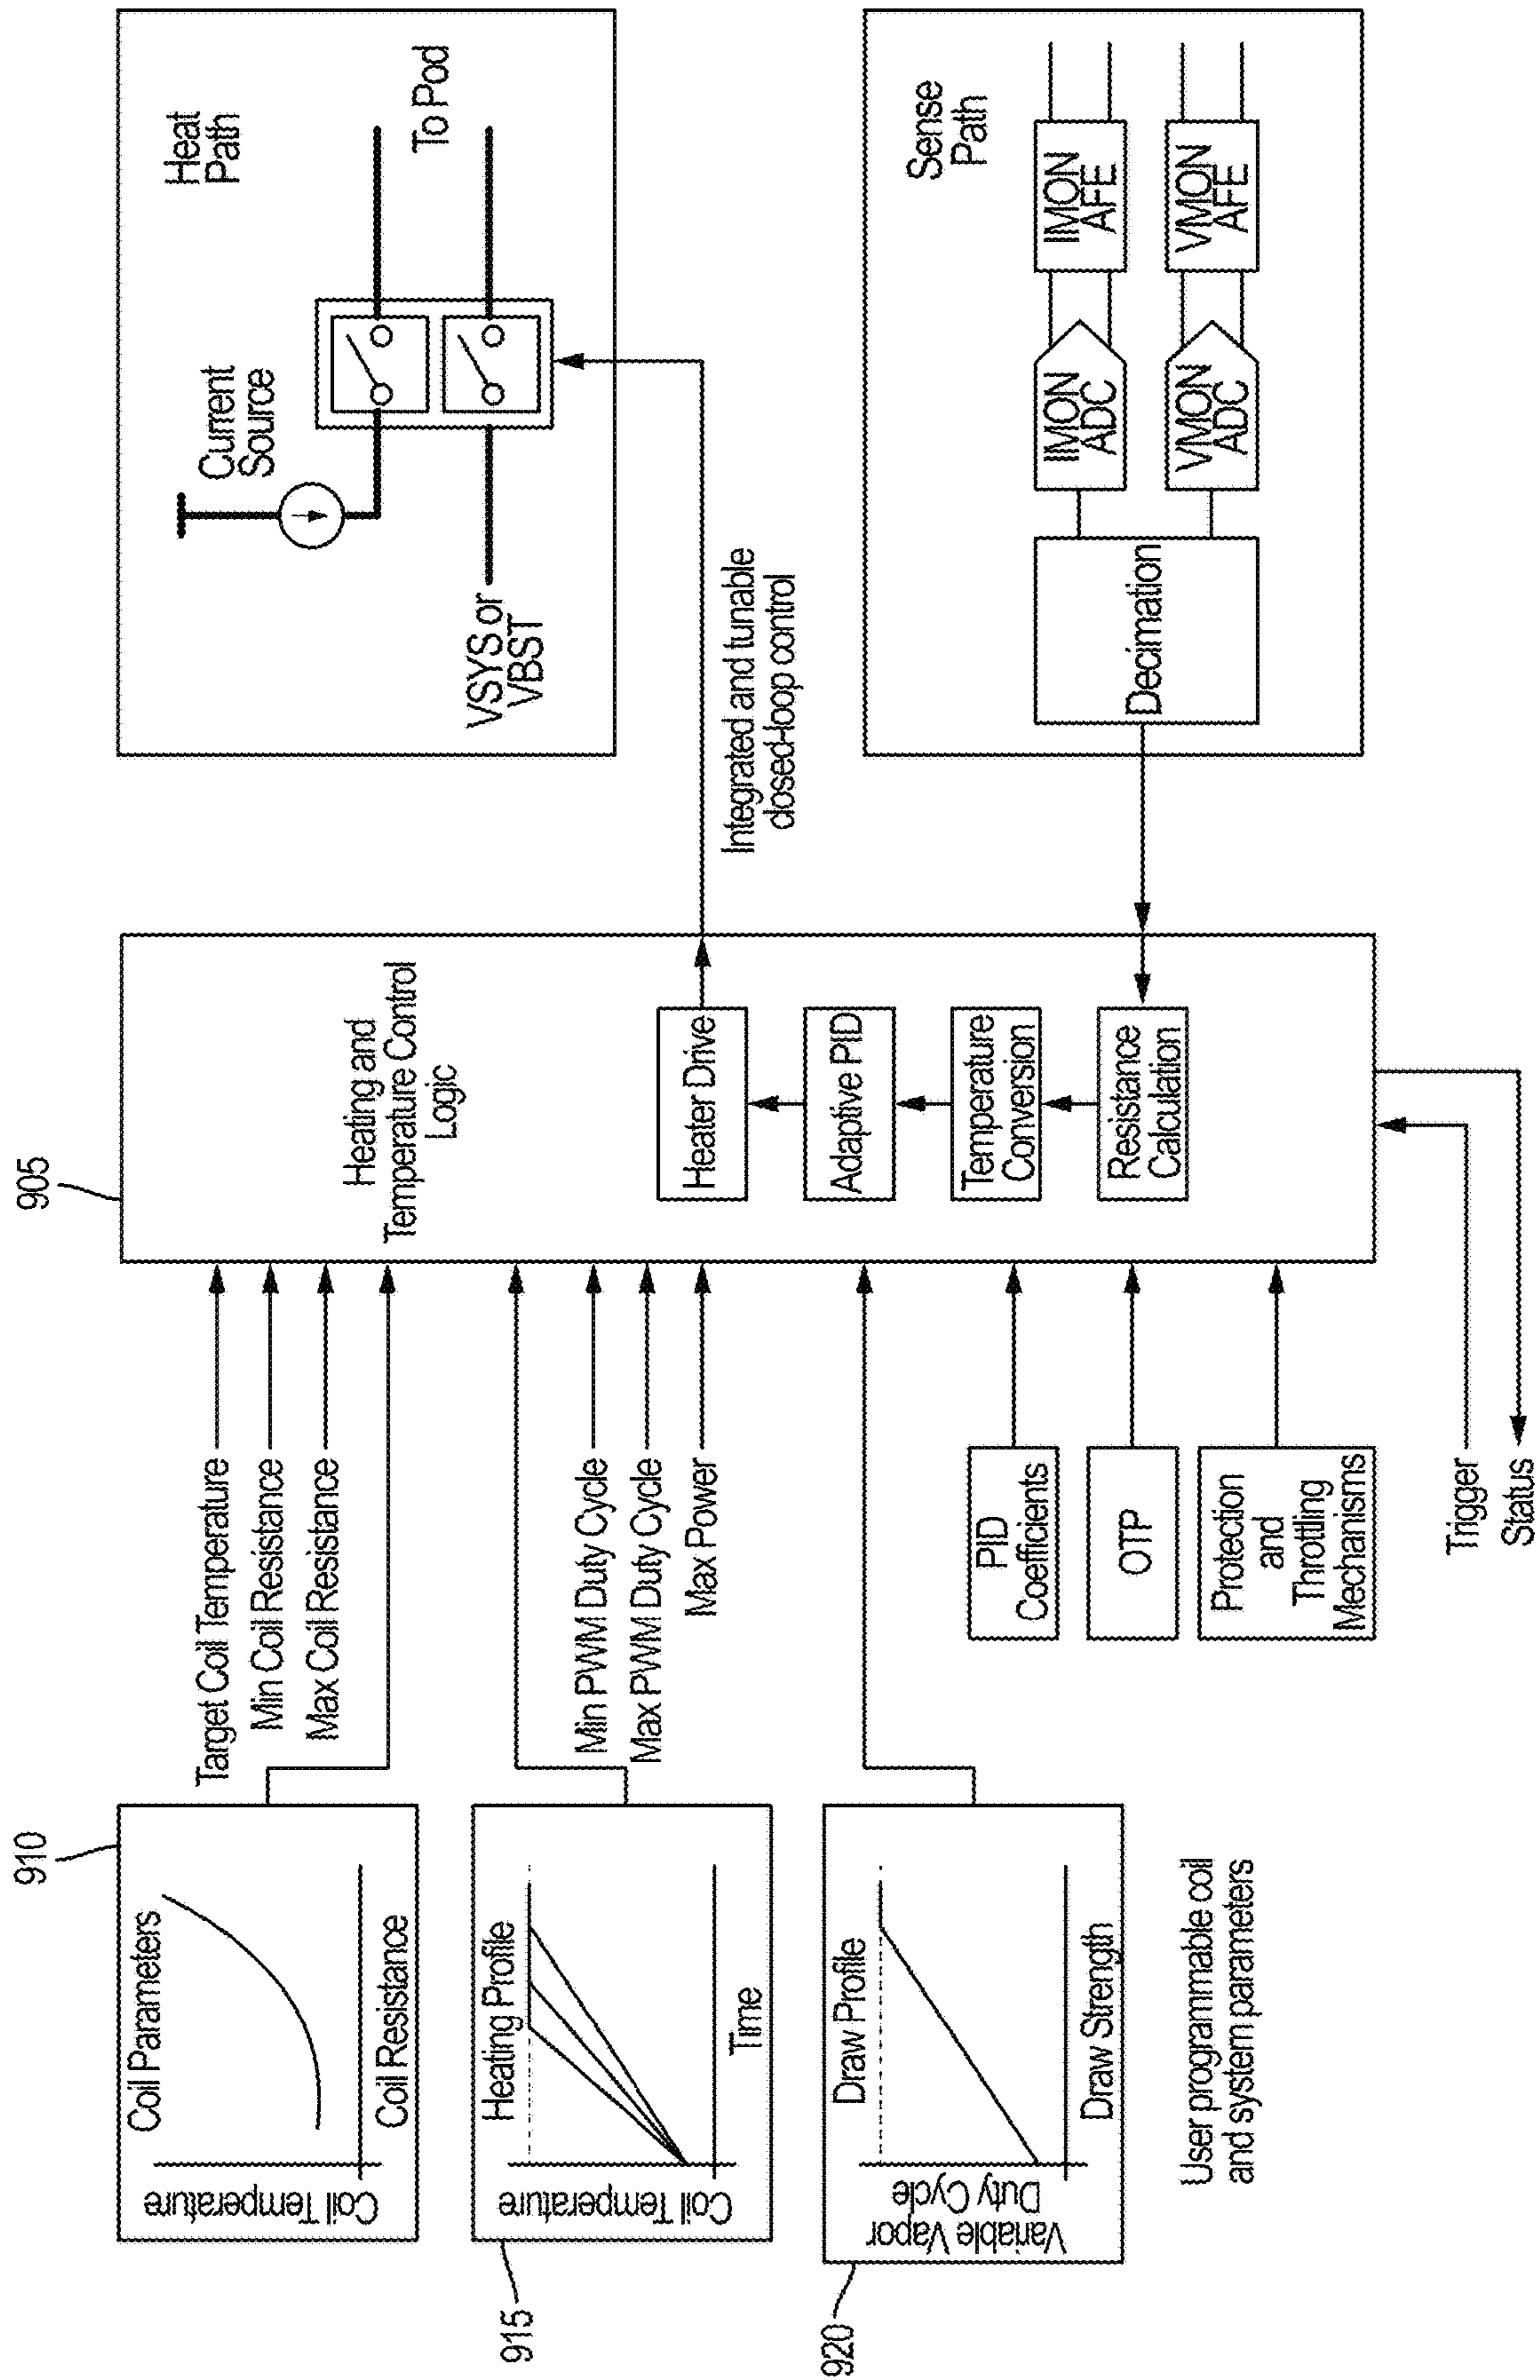 910
Coil Parameters
Coil Temperature
Coil Resistance
915
Heating Profile
Coil Temperature
Time
920
Draw Profile
Variable Vapor
Duty Cycle
Draw Strength
User programmable coil
and system parameters
Target Coil Temperature
Min Coil Resistance
Max Coil Resistance
Min PWM Duty Cycle
Max PWM Duty Cycle
Max Power
PID
Coefficients
OTP
Protection
and
Throttling
Mechanisms
Trigger
Status
905
Heating and
Temperature Control
Logic
Heater Drive
Adaptive PID
Temperature
Conversion
Resistance
Calculation
Integrated and tunable
closed-loop control
Heat
Path
Current
Source
VSYS or
VBST
To Pod
Sense
Path
Decimation
IMON
ADC
IMON
AFE
VMON
ADC
VMON
AFE